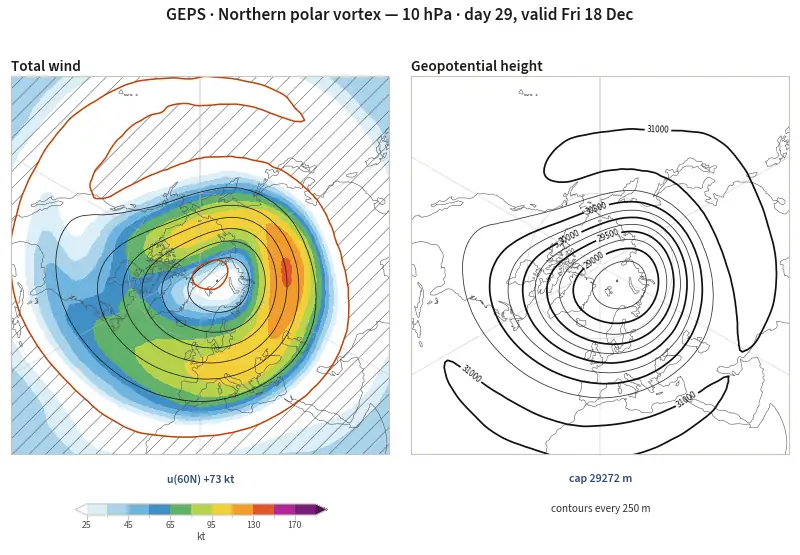 GEPS · Northern polar vortex — 10 hPa · day 29, valid Fri 18 Dec
Total wind
Geopotential height
31000
30500
30000
29500
29000
31000
31000
u(60N) +73 kt
cap 29272 m
contours every 250 m
25 45 65 95 130 170
kt